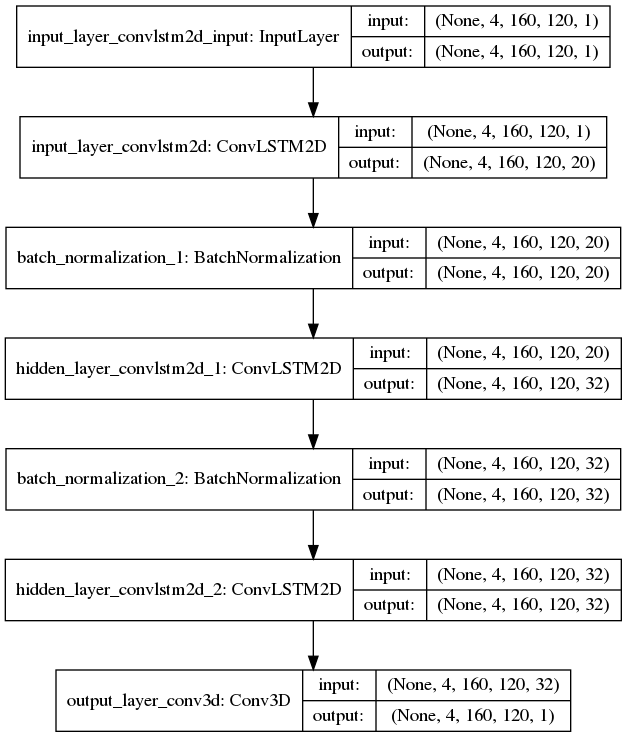 input_layer_convlstm2d_input: InputLayer
input: (None, 4, 160, 120, 1)
output: (None, 4, 160, 120, 1)
input_layer_convlstm2d: ConvLSTM2D
input: (None, 4, 160, 120, 1)
output: (None, 4, 160, 120, 20)
batch_normalization_1: BatchNormalization
input: (None, 4, 160, 120, 20)
output: (None, 4, 160, 120, 20)
hidden_layer_convlstm2d_1: ConvLSTM2D
input: (None, 4, 160, 120, 20)
output: (None, 4, 160, 120, 32)
batch_normalization_2: BatchNormalization
input: (None, 4, 160, 120, 32)
output: (None, 4, 160, 120, 32)
hidden_layer_convlstm2d_2: ConvLSTM2D
input: (None, 4, 160, 120, 32)
output: (None, 4, 160, 120, 32)
output_layer_conv3d: Conv3D
input: (None, 4, 160, 120, 32)
output: (None, 4, 160, 120, 1)